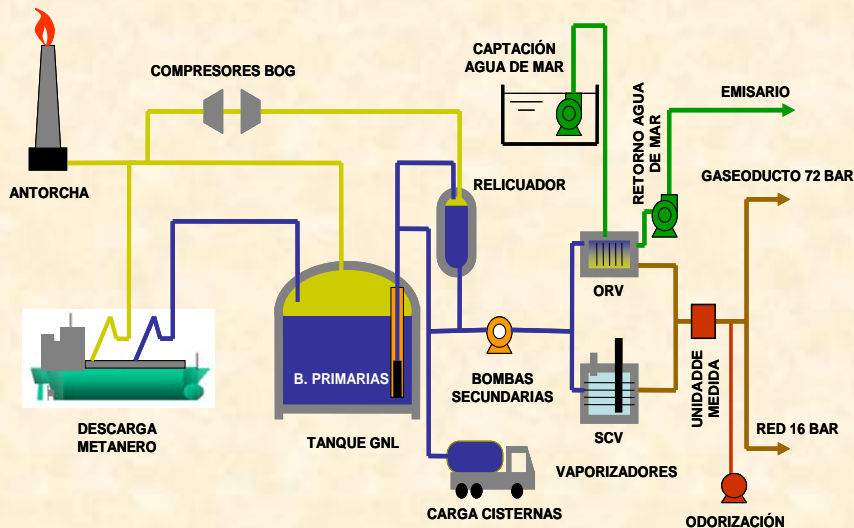 CAPTACIÓN
AGUA DE MAR
COMPRESORES BOG
EMISARIO
RETORNO AGUA
DE MAR
GASEODUCTO 72 BAR
ANTORCHA
RELICUADOR
ORV
B. PRIMARIAS
BOMBAS
SECUNDARIAS
UNIDADDE
MEDIDA
DESCARGA
METANERO
TANQUE GNL
SCV
RED 16 BAR
VAPORIZADORES
CARGA CISTERNAS
ODORIZACIÓN